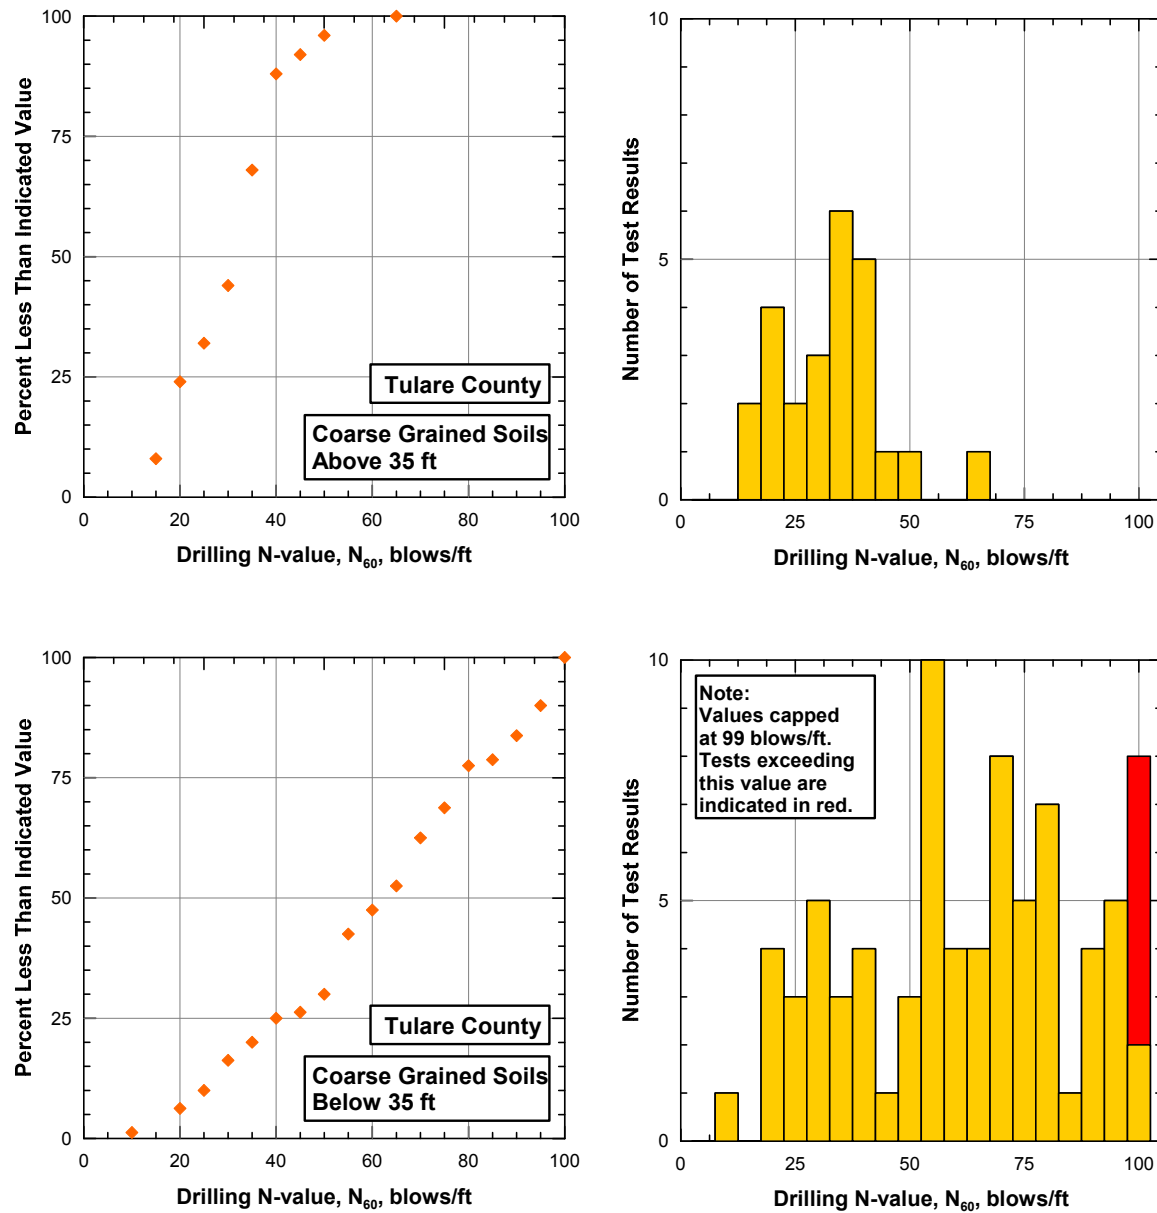 Percent Less Than Indicated Value
100
75
50
25
0
Tulare County
Coarse Grained Soils
Above 35 ft
0 20 40 60 80 100
Drilling N-value, N₆₀, blows/ft
Number of Test Results
10
5
0
0 25 50 75 100
Drilling N-value, N₆₀, blows/ft
Percent Less Than Indicated Value
100
75
50
25
0
Tulare County
Coarse Grained Soils
Below 35 ft
0 20 40 60 80 100
Drilling N-value, N₆₀, blows/ft
Number of Test Results
10
5
0
Note:
Values capped
at 99 blows/ft.
Tests exceeding
this value are
indicated in red.
0 25 50 75 100
Drilling N-value, N₆₀, blows/ft